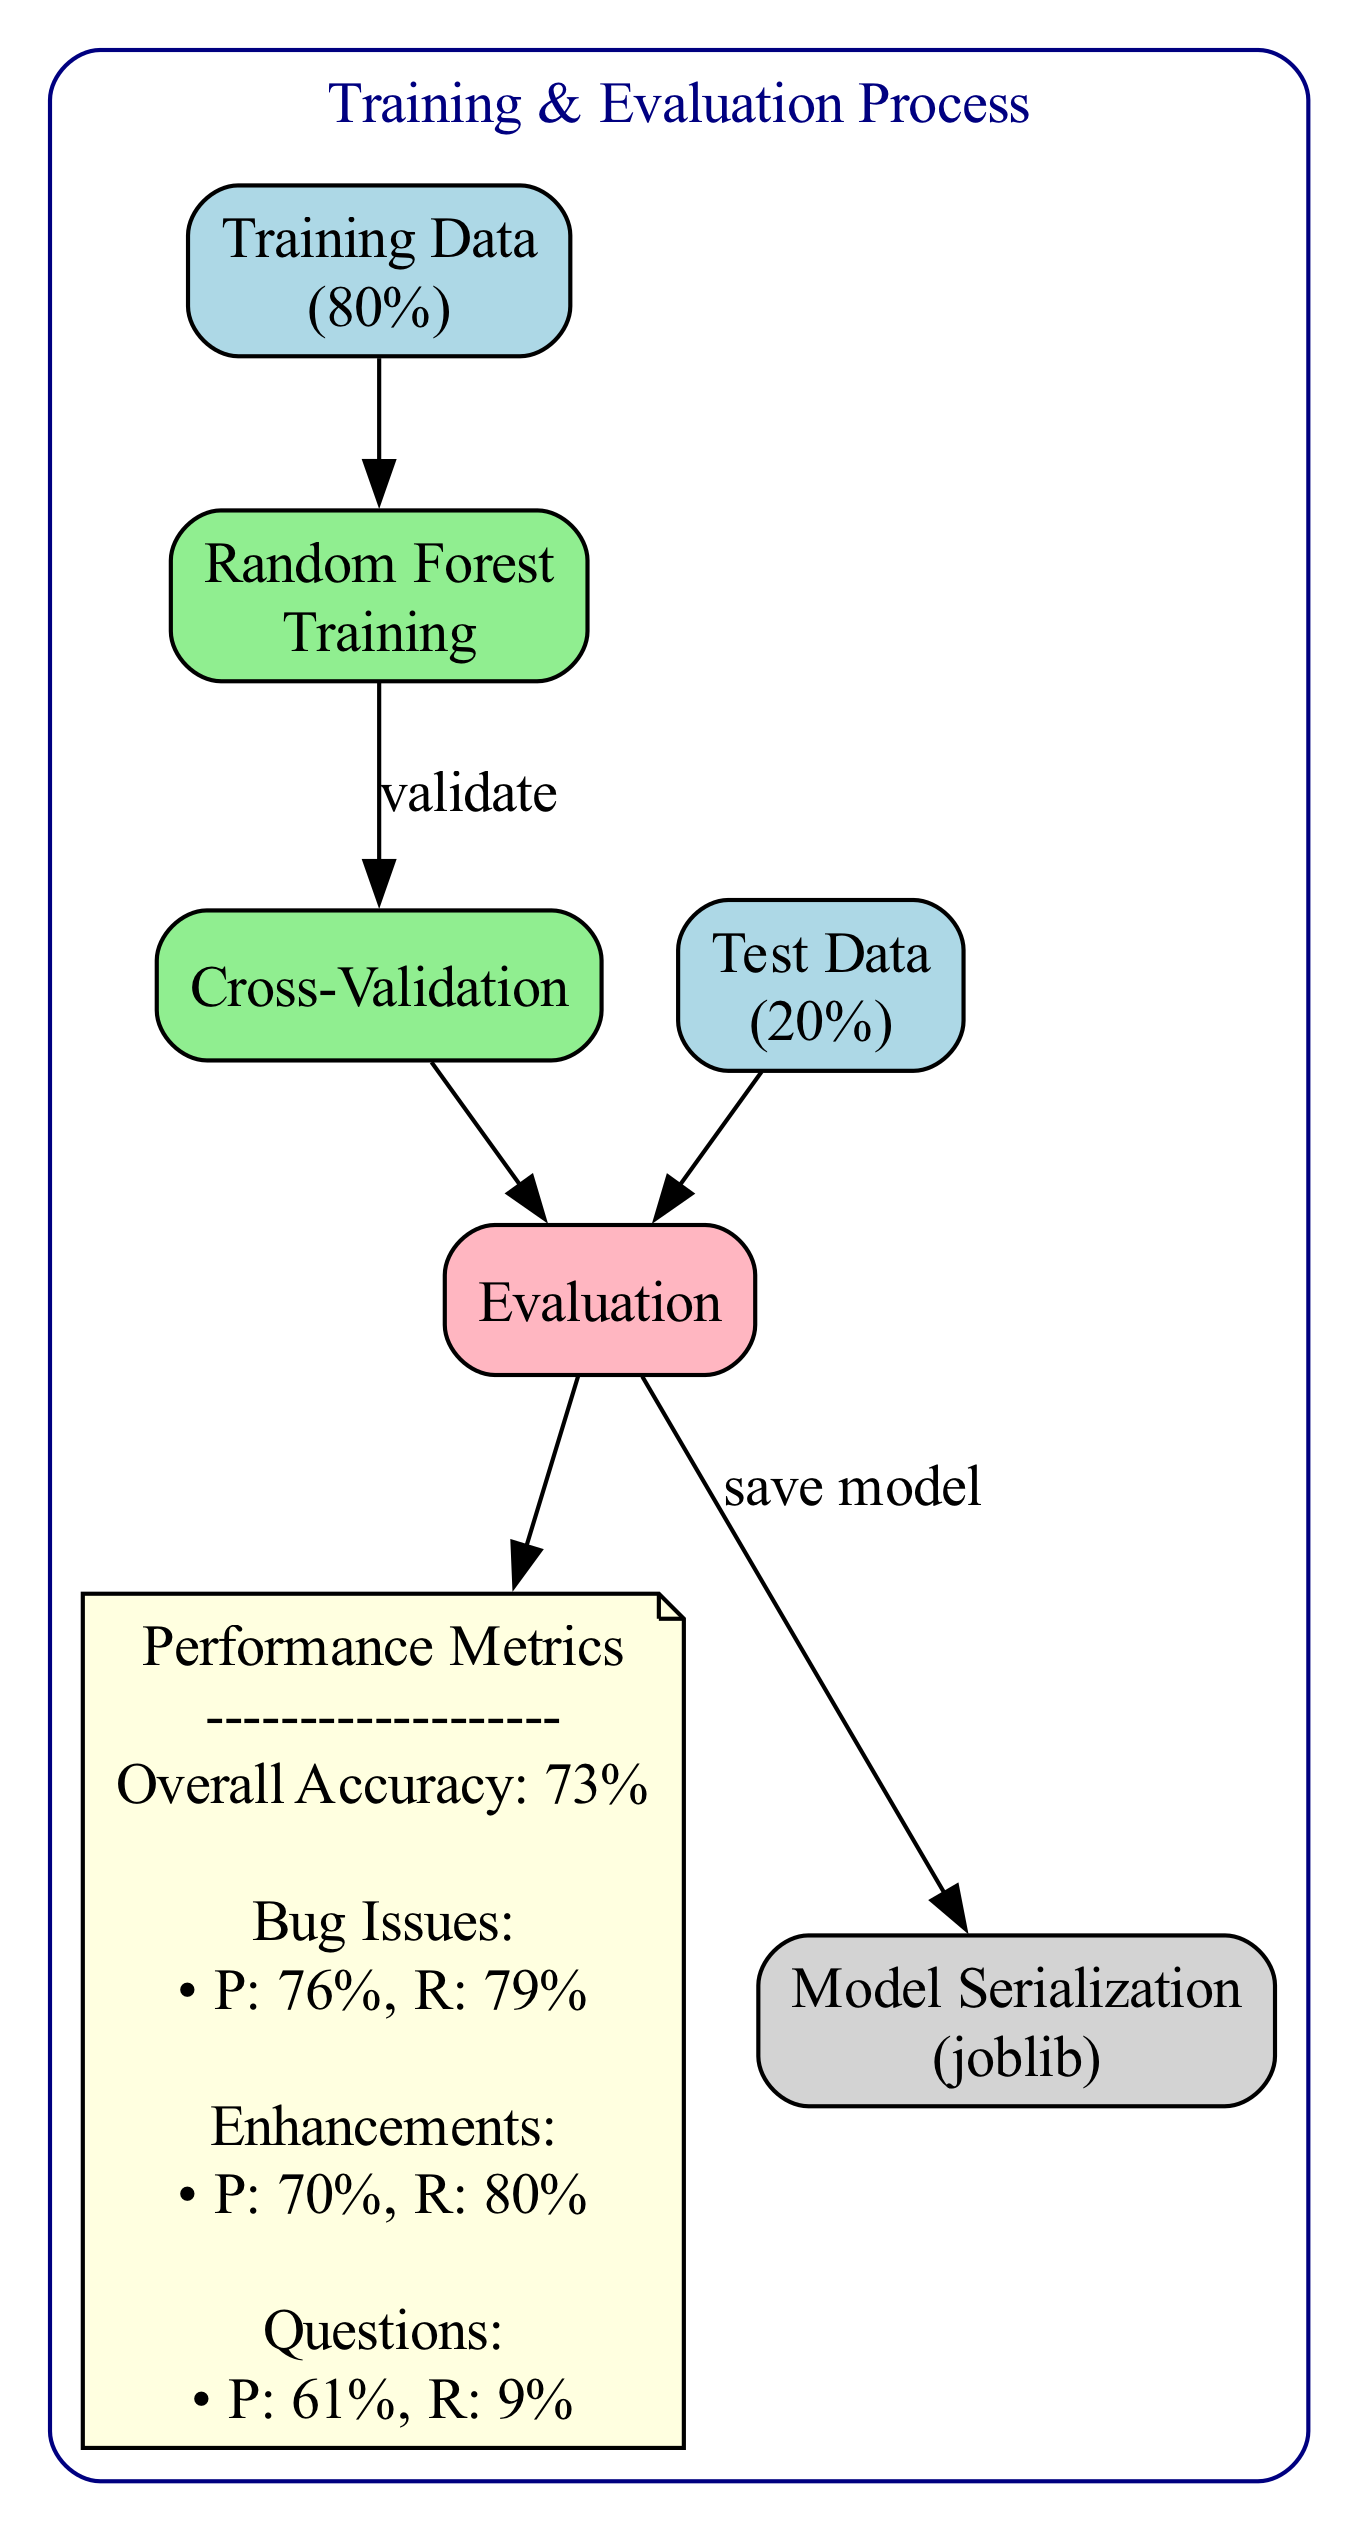 Training & Evaluation Process
Training Data
(80%)
Random Forest
Training
validate
Cross-Validation
Test Data
(20%)
Evaluation
save model
Performance Metrics
-------------------
Overall Accuracy: 73%
Bug Issues:
• P: 76%, R: 79%
Enhancements:
• P: 70%, R: 80%
Questions:
• P: 61%, R: 9%
Model Serialization
(joblib)